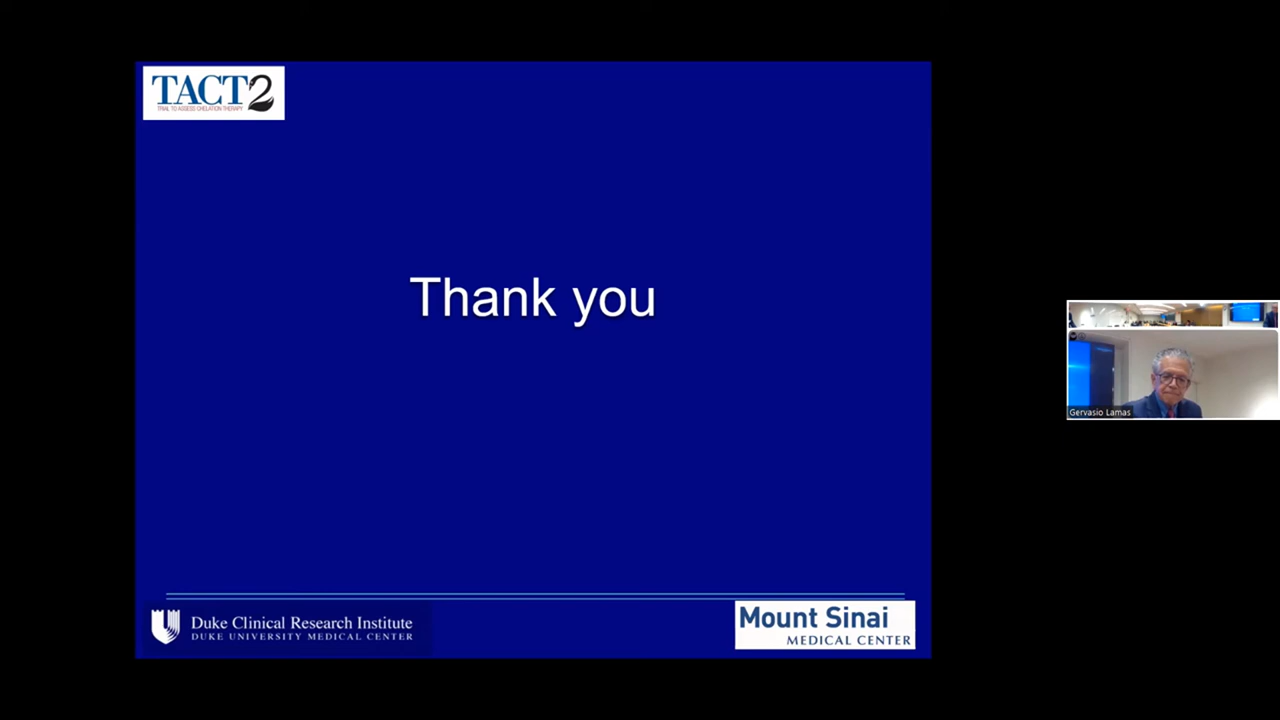 TACT2
TRIAL TO ASSESS CHELATION THERAPY
Thank you
Gervasio Lamas
Duke Clinical Research Institute
DUKE UNIVERSITY MEDICAL CENTER
Mount Sinai
MEDICAL CENTER